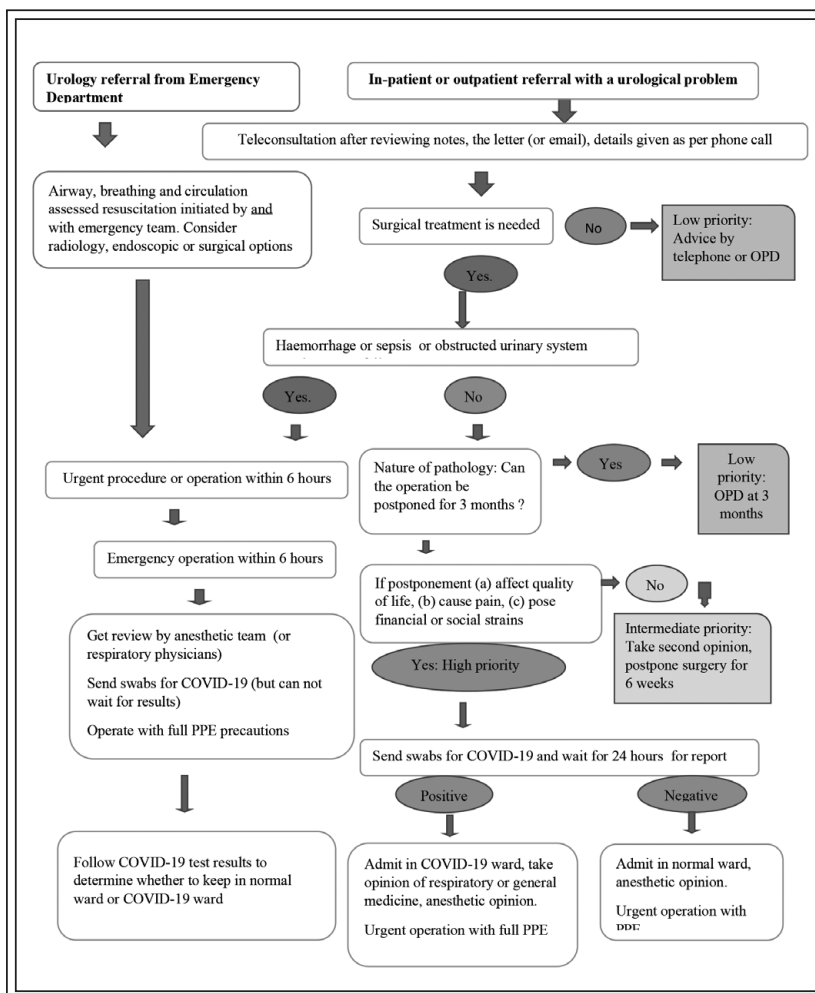 Urology referral from Emergency
Department
In-patient or outpatient referral with a urological problem
Teleconsultation after reviewing notes, the letter (or email), details given as per phone call
Airway, breathing and circulation
assessed resuscitation initiated by and
with emergency team. Consider
radiology, endoscopic or surgical options
Surgical treatment is needed
No
Low priority:
Advice by
telephone or OPD
Yes.
Haemorrhage or sepsis or obstructed urinary system
Yes.
No
Urgent procedure or operation within 6 hours
Nature of pathology: Can
the operation be
postponed for 3 months ?
Yes
Low
priority:
OPD at 3
months
Emergency operation within 6 hours
If postponement (a) affect quality
of life, (b) cause pain, (c) pose
financial or social strains
No
Get review by anesthetic team (or
respiratory physicians)
Send swabs for COVID-19 (but can not
wait for results)
Operate with full PPE precautions
Intermediate priority:
Take second opinion,
postpone surgery for
6 weeks
Yes: High priority
Send swabs for COVID-19 and wait for 24 hours for report
Positive
Negative
Follow COVID-19 test results to
determine whether to keep in normal
ward or COVID-19 ward
Admit in COVID-19 ward, take
opinion of respiratory or general
medicine, anesthetic opinion.
Urgent operation with full PPE
Admit in normal ward,
anesthetic opinion.
Urgent operation with
PPE